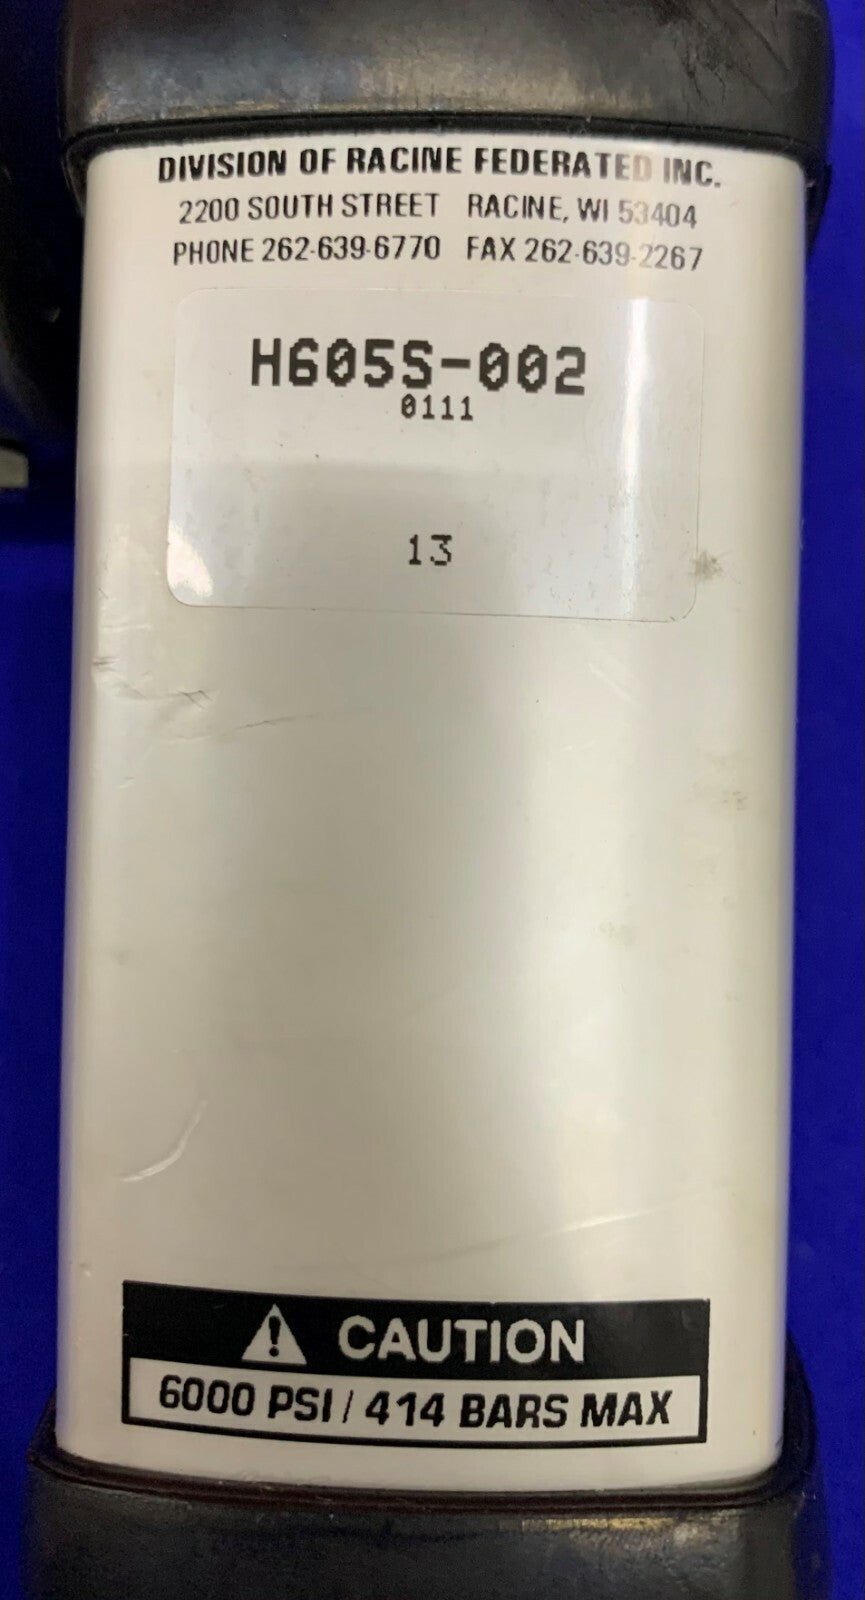 DIVISION OF RACINE FEDERATED INC.
2200 SOUTH STREET RACINE, WI 53404
PHONE 262-639-6770 FAX 262-639-2267
H605S-002
0111
13
CAUTION
6000 PSI / 414 BARS MAX